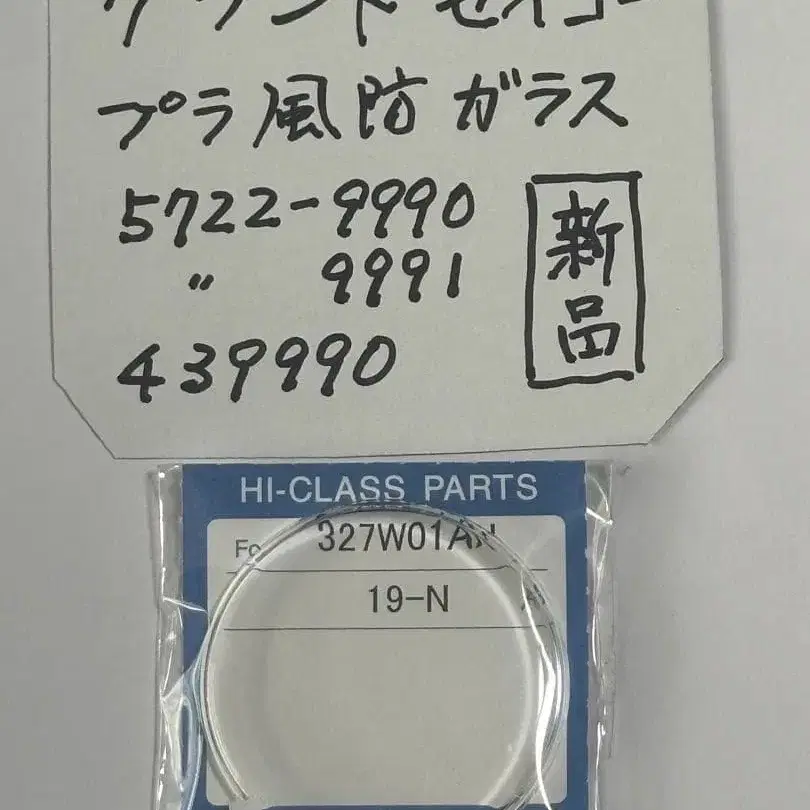 グランドセイコー
プラ風防ガラス
5722-9990
〃 9991
439990
新品
HI-CLASS PARTS
For 327W01AN
19-N